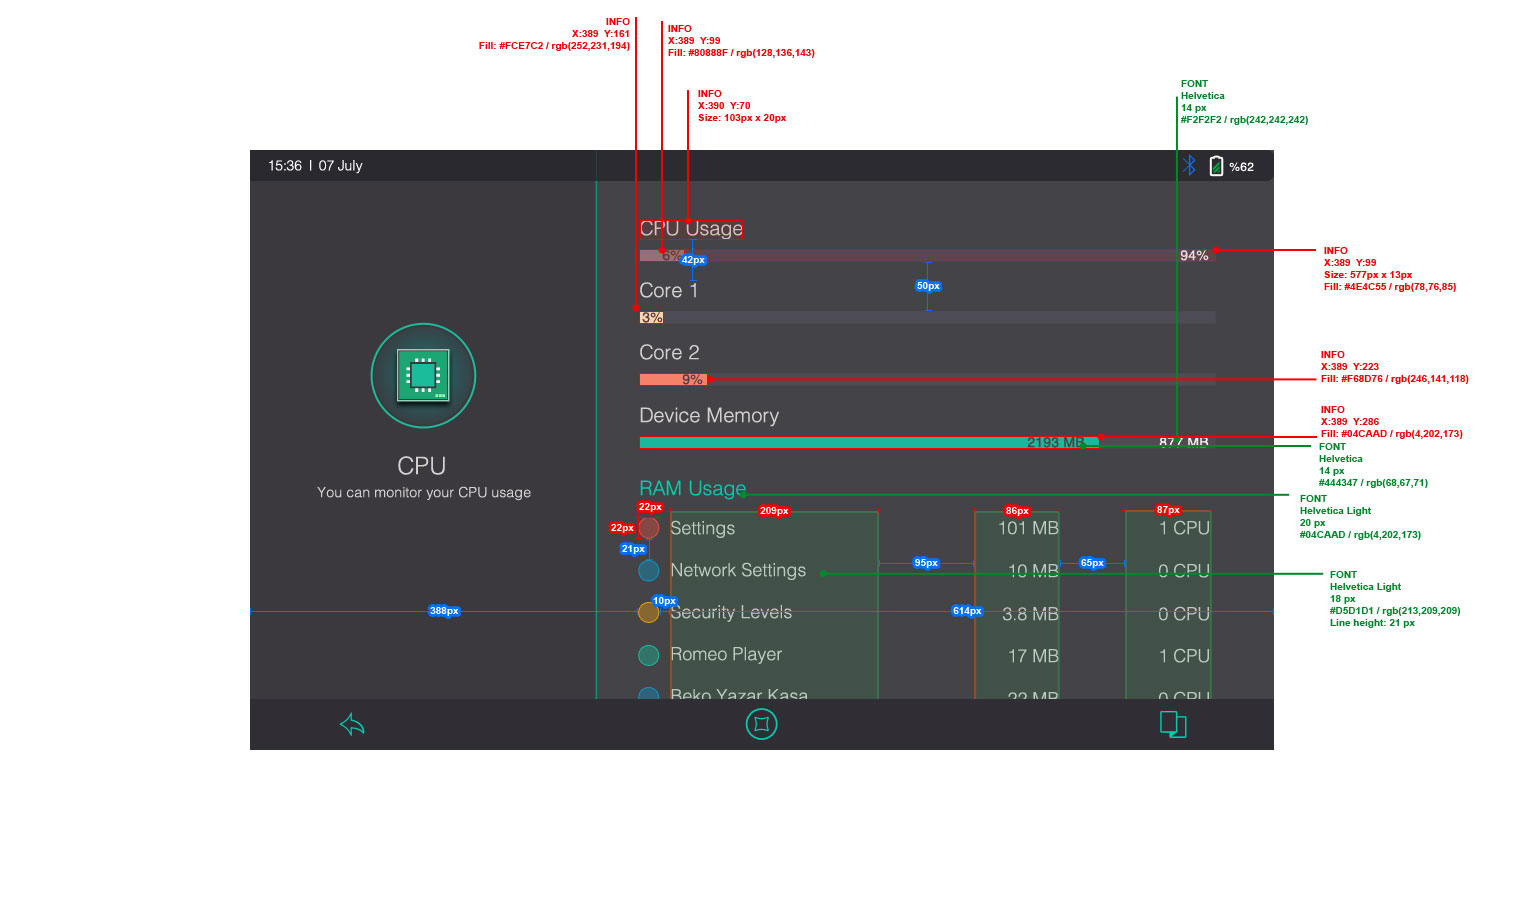 INFO
X:389 Y:161
Fill: #FCE7C2 / rgb(252,231,194)
INFO
X:389 Y:99
Fill: #80888F / rgb(128,136,143)
INFO
X:390 Y:70
Size: 103px x 20px
FONT
Helvetica
14 px
#F2F2F2 / rgb(242,242,242)
15:36 | 07 July
%62
CPU Usage
6%
42px
94%
INFO
X:389 Y:99
Size: 577px x 13px
Fill: #4E4C55 / rgb(78,76,85)
Core 1
50px
3%
Core 2
9%
INFO
X:389 Y:223
Fill: #F68D76 / rgb(246,141,118)
Device Memory
2193 MB
877 MB
INFO
X:389 Y:286
Fill: #04CAAD / rgb(4,202,173)
FONT
Helvetica
14 px
#444347 / rgb(68,67,71)
CPU
You can monitor your CPU usage
RAM Usage
FONT
Helvetica Light
20 px
#04CAAD / rgb(4,202,173)
22px
209px
86px
87px
22px
Settings
101 MB
1 CPU
21px
95px
65px
Network Settings
10 MB
0 CPU
FONT
Helvetica Light
18 px
#D5D1D1 / rgb(213,209,209)
Line height: 21 px
388px
10px
614px
Security Levels
3.8 MB
0 CPU
Romeo Player
17 MB
1 CPU
Beko Yazar Kasa
22 MB
0 CPU